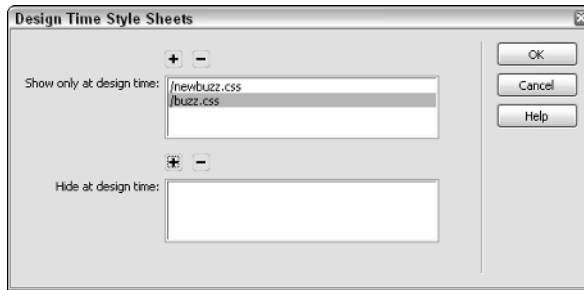 Design Time Style Sheets
Show only at design time:
/newbuzz.css
/buzz.css
Hide at design time:
OK
Cancel
Help